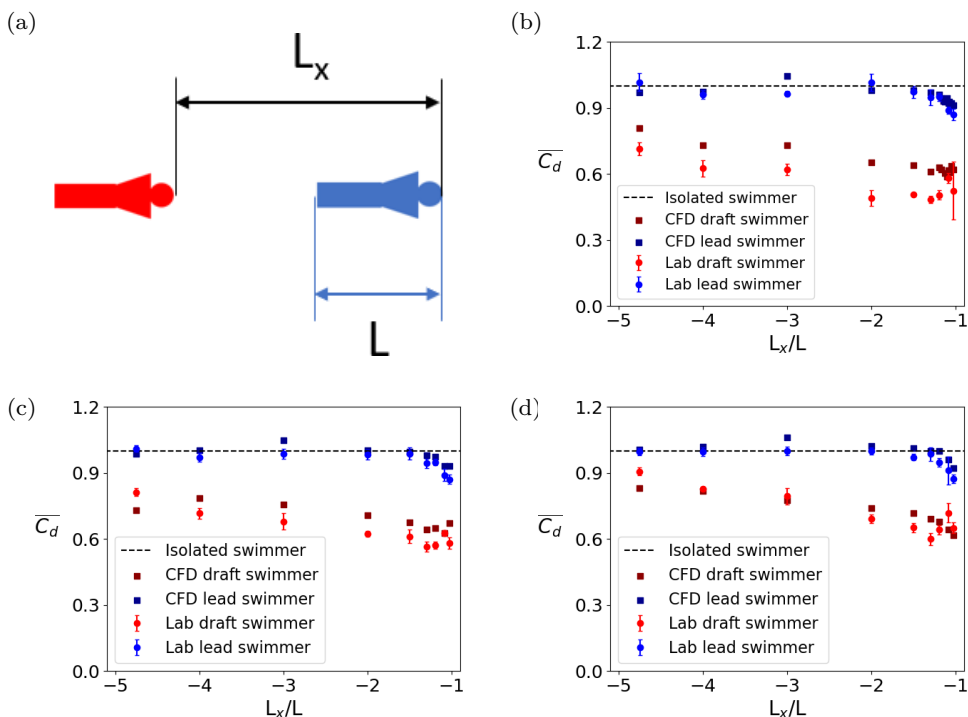 (a)
L_x
L
(b)
1.2
0.9
0.6
0.3
0.0
C_d
Isolated swimmer
CFD draft swimmer
CFD lead swimmer
Lab draft swimmer
Lab lead swimmer
−5 −4 −3 −2 −1
L_x/L
(c)
1.2
0.9
0.6
0.3
0.0
C_d
Isolated swimmer
CFD draft swimmer
CFD lead swimmer
Lab draft swimmer
Lab lead swimmer
−5 −4 −3 −2 −1
L_x/L
(d)
1.2
0.9
0.6
0.3
0.0
C_d
Isolated swimmer
CFD draft swimmer
CFD lead swimmer
Lab draft swimmer
Lab lead swimmer
−5 −4 −3 −2 −1
L_x/L